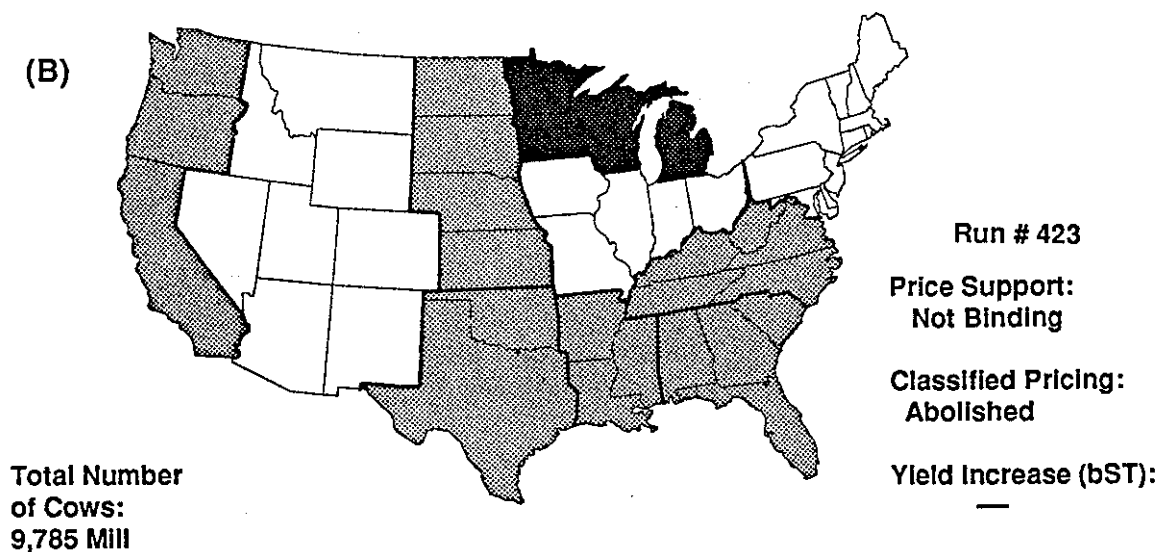 (B)
Run # 423
Price Support:
Not Binding
Classified Pricing:
Abolished
Yield Increase (bST):
—
Total Number
of Cows:
9,785 Mill